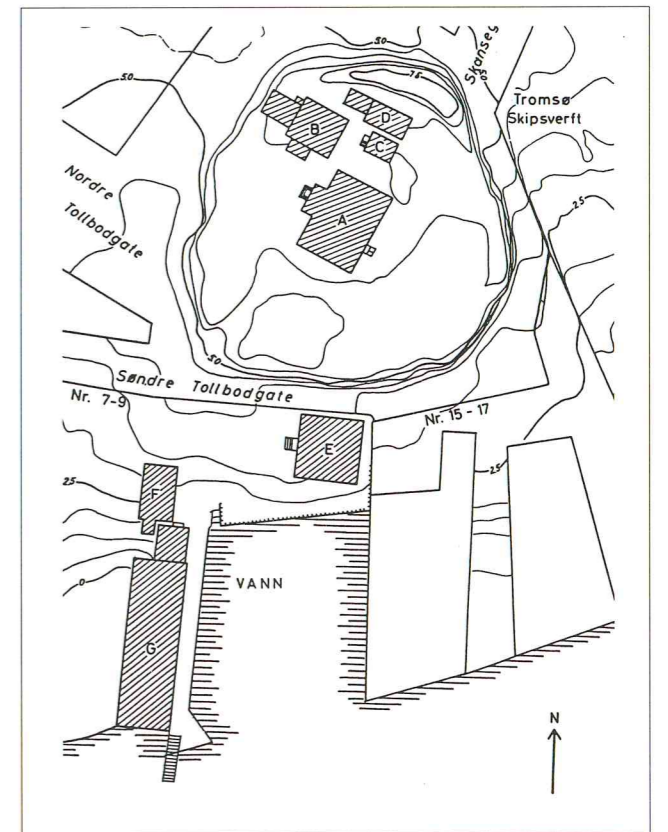 50
Skanseg
50
50
75
Tromsø
Skipsverft
D
B
C
25
Nordre
Tollbodgate
A
50
Søndre Tollbodgate
Nr. 7-9
Nr. 15 - 17
E
25
25
F
0
VANN
G
N